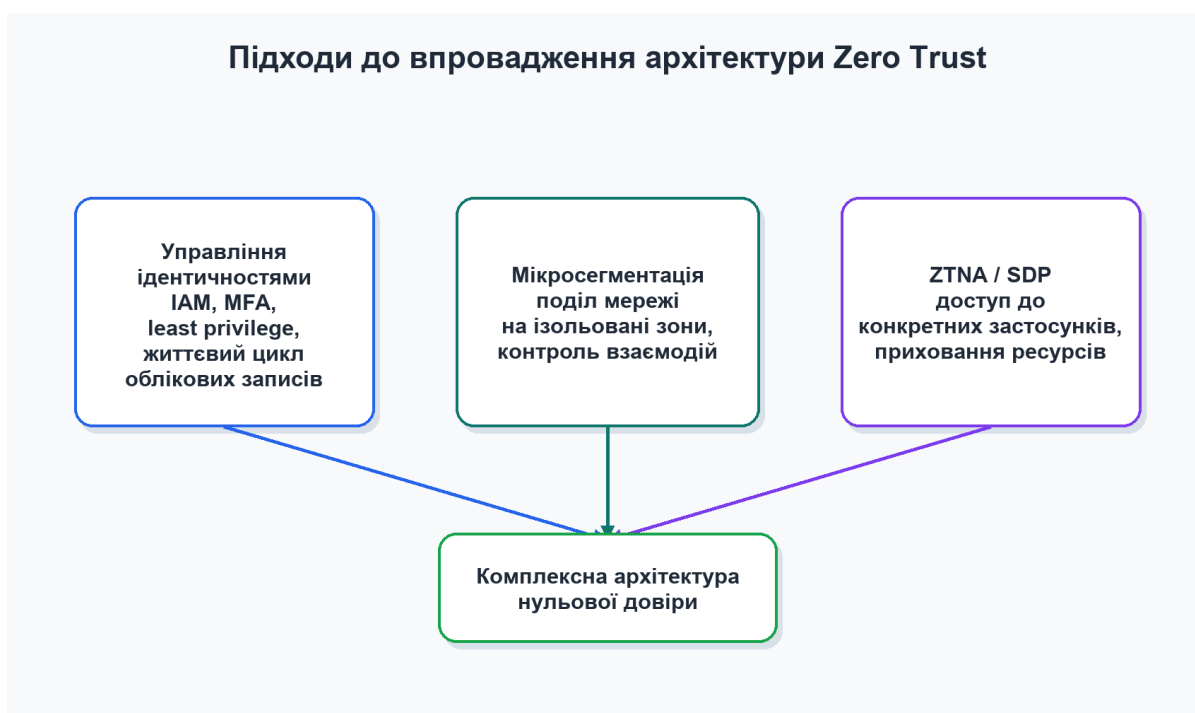 Підходи до впровадження архітектури Zero Trust
Управління
ідентичностями
IAM, MFA,
least privilege,
життєвий цикл
облікових записів
Мікросегментація
поділ мережі
на ізольовані зони,
контроль взаємодій
ZTNA / SDP
доступ до
конкретних застосунків,
приховання ресурсів
Комплексна архітектура
нульової довіри